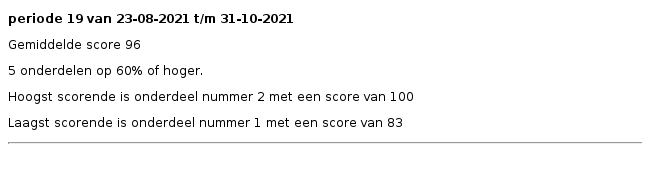 periode 19 van 23-08-2021 t/m 31-10-2021
Gemiddelde score 96
5 onderdelen op 60% of hoger.
Hoogst scorende is onderdeel nummer 2 met een score van 100
Laagst scorende is onderdeel nummer 1 met een score van 83